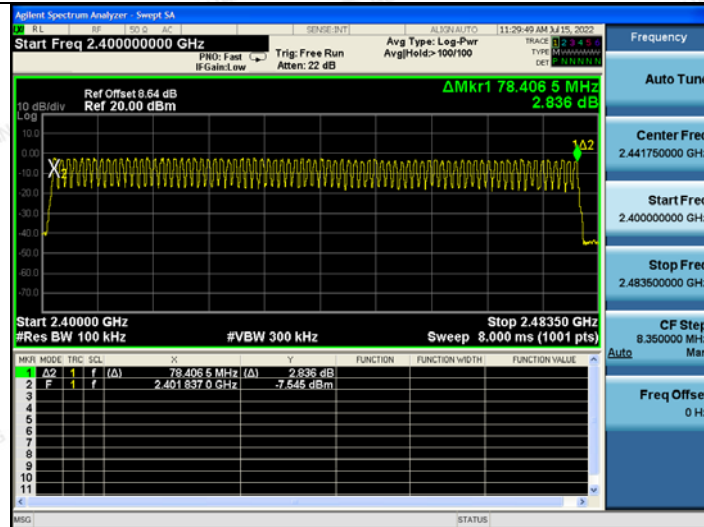 Agilent Spectrum Analyzer - Swept SA
RL RF 50 Ω AC SENSE:INT ALIGN AUTO 11:29:49 AM Jul 15, 2022
Start Freq 2.400000000 GHz
PNO: Fast
IFGain:Low
Trig: Free Run
Atten: 22 dB
Avg Type: Log-Pwr
Avg|Hold:>100/100
TRACE 1 2 3 4 5 6
TYPE M
DET P N N N N N
Ref Offset 8.64 dB
10 dB/div Ref 20.00 dBm
Log
ΔMkr1 78.406 5 MHz
2.836 dB
10.0
0.00
-10.0
-20.0
-30.0
-40.0
-50.0
-60.0
-70.0
X2
1Δ2
Start 2.40000 GHz
Stop 2.48350 GHz
#Res BW 100 kHz #VBW 300 kHz Sweep 8.000 ms (1001 pts)
MKR MODE TRC SCL X Y FUNCTION FUNCTION WIDTH FUNCTION VALUE
1 Δ2 1 f (Δ) 78.406 5 MHz (Δ) 2.836 dB
2 F 1 f 2.401 837 0 GHz -7.545 dBm
3
4
5
6
7
8
9
10
11
MSG STATUS
Frequency
Auto Tune
Center Freq
2.441750000 GHz
Start Freq
2.400000000 GHz
Stop Freq
2.483500000 GHz
CF Step
8.350000 MHz
Auto Man
Freq Offset
0 Hz